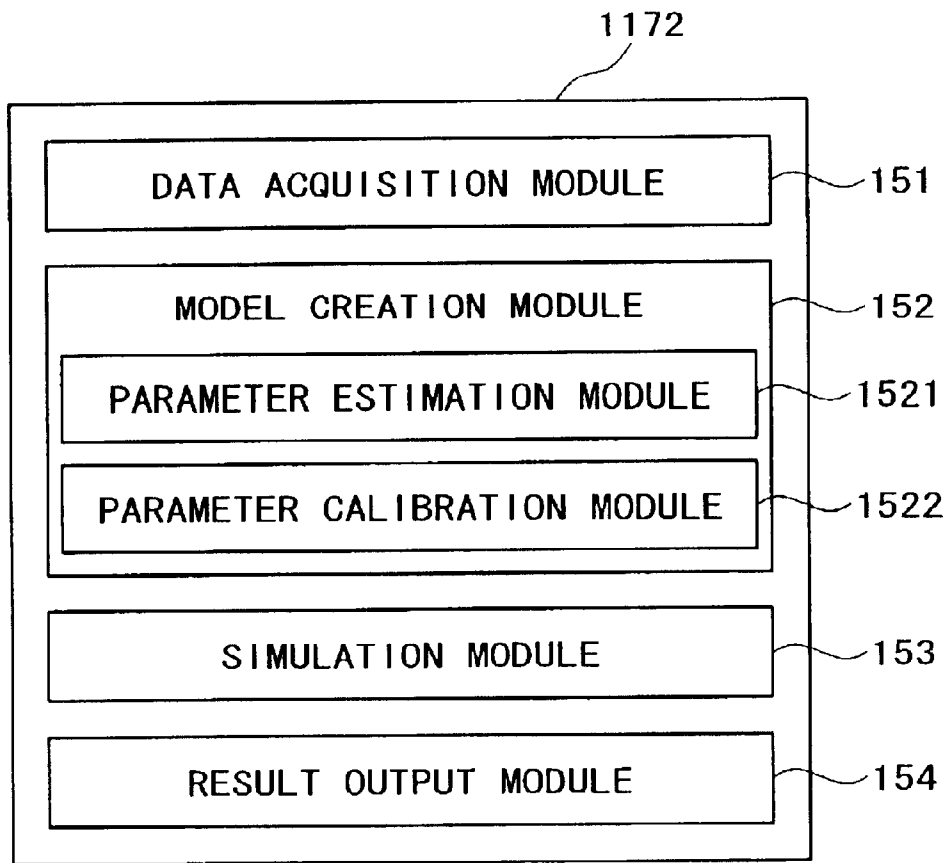 1172
DATA ACQUISITION MODULE
151
MODEL CREATION MODULE
152
PARAMETER ESTIMATION MODULE
1521
PARAMETER CALIBRATION MODULE
1522
SIMULATION MODULE
153
RESULT OUTPUT MODULE
154